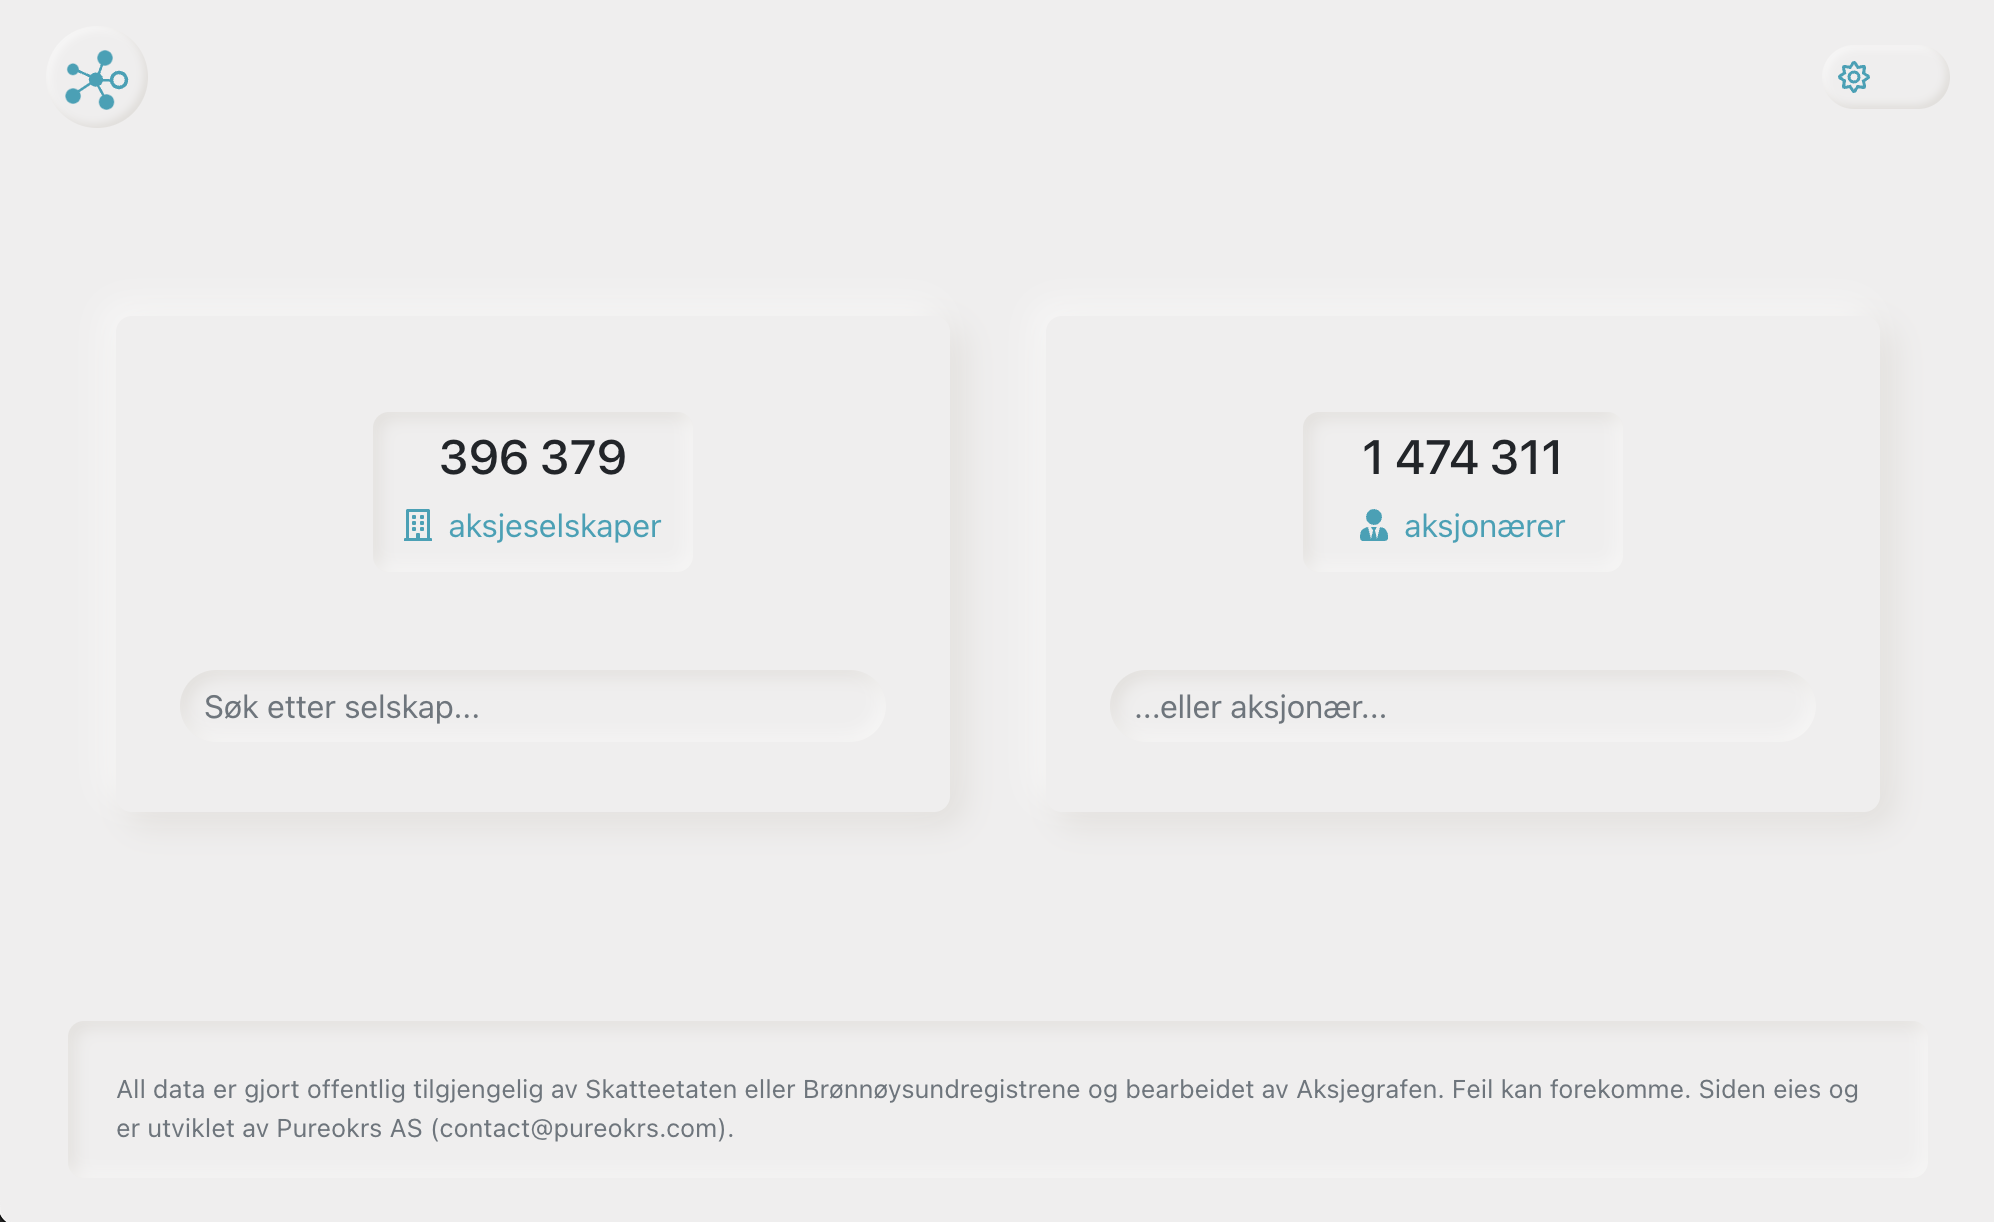 396 379
aksjeselskaper
Søk etter selskap...
1 474 311
aksjonærer
...eller aksjonær...
All data er gjort offentlig tilgjengelig av Skatteetaten eller Brønnøysundregistrene og bearbeidet av Aksjegrafen. Feil kan forekomme. Siden eies og
er utviklet av Pureokrs AS (contact@pureokrs.com).